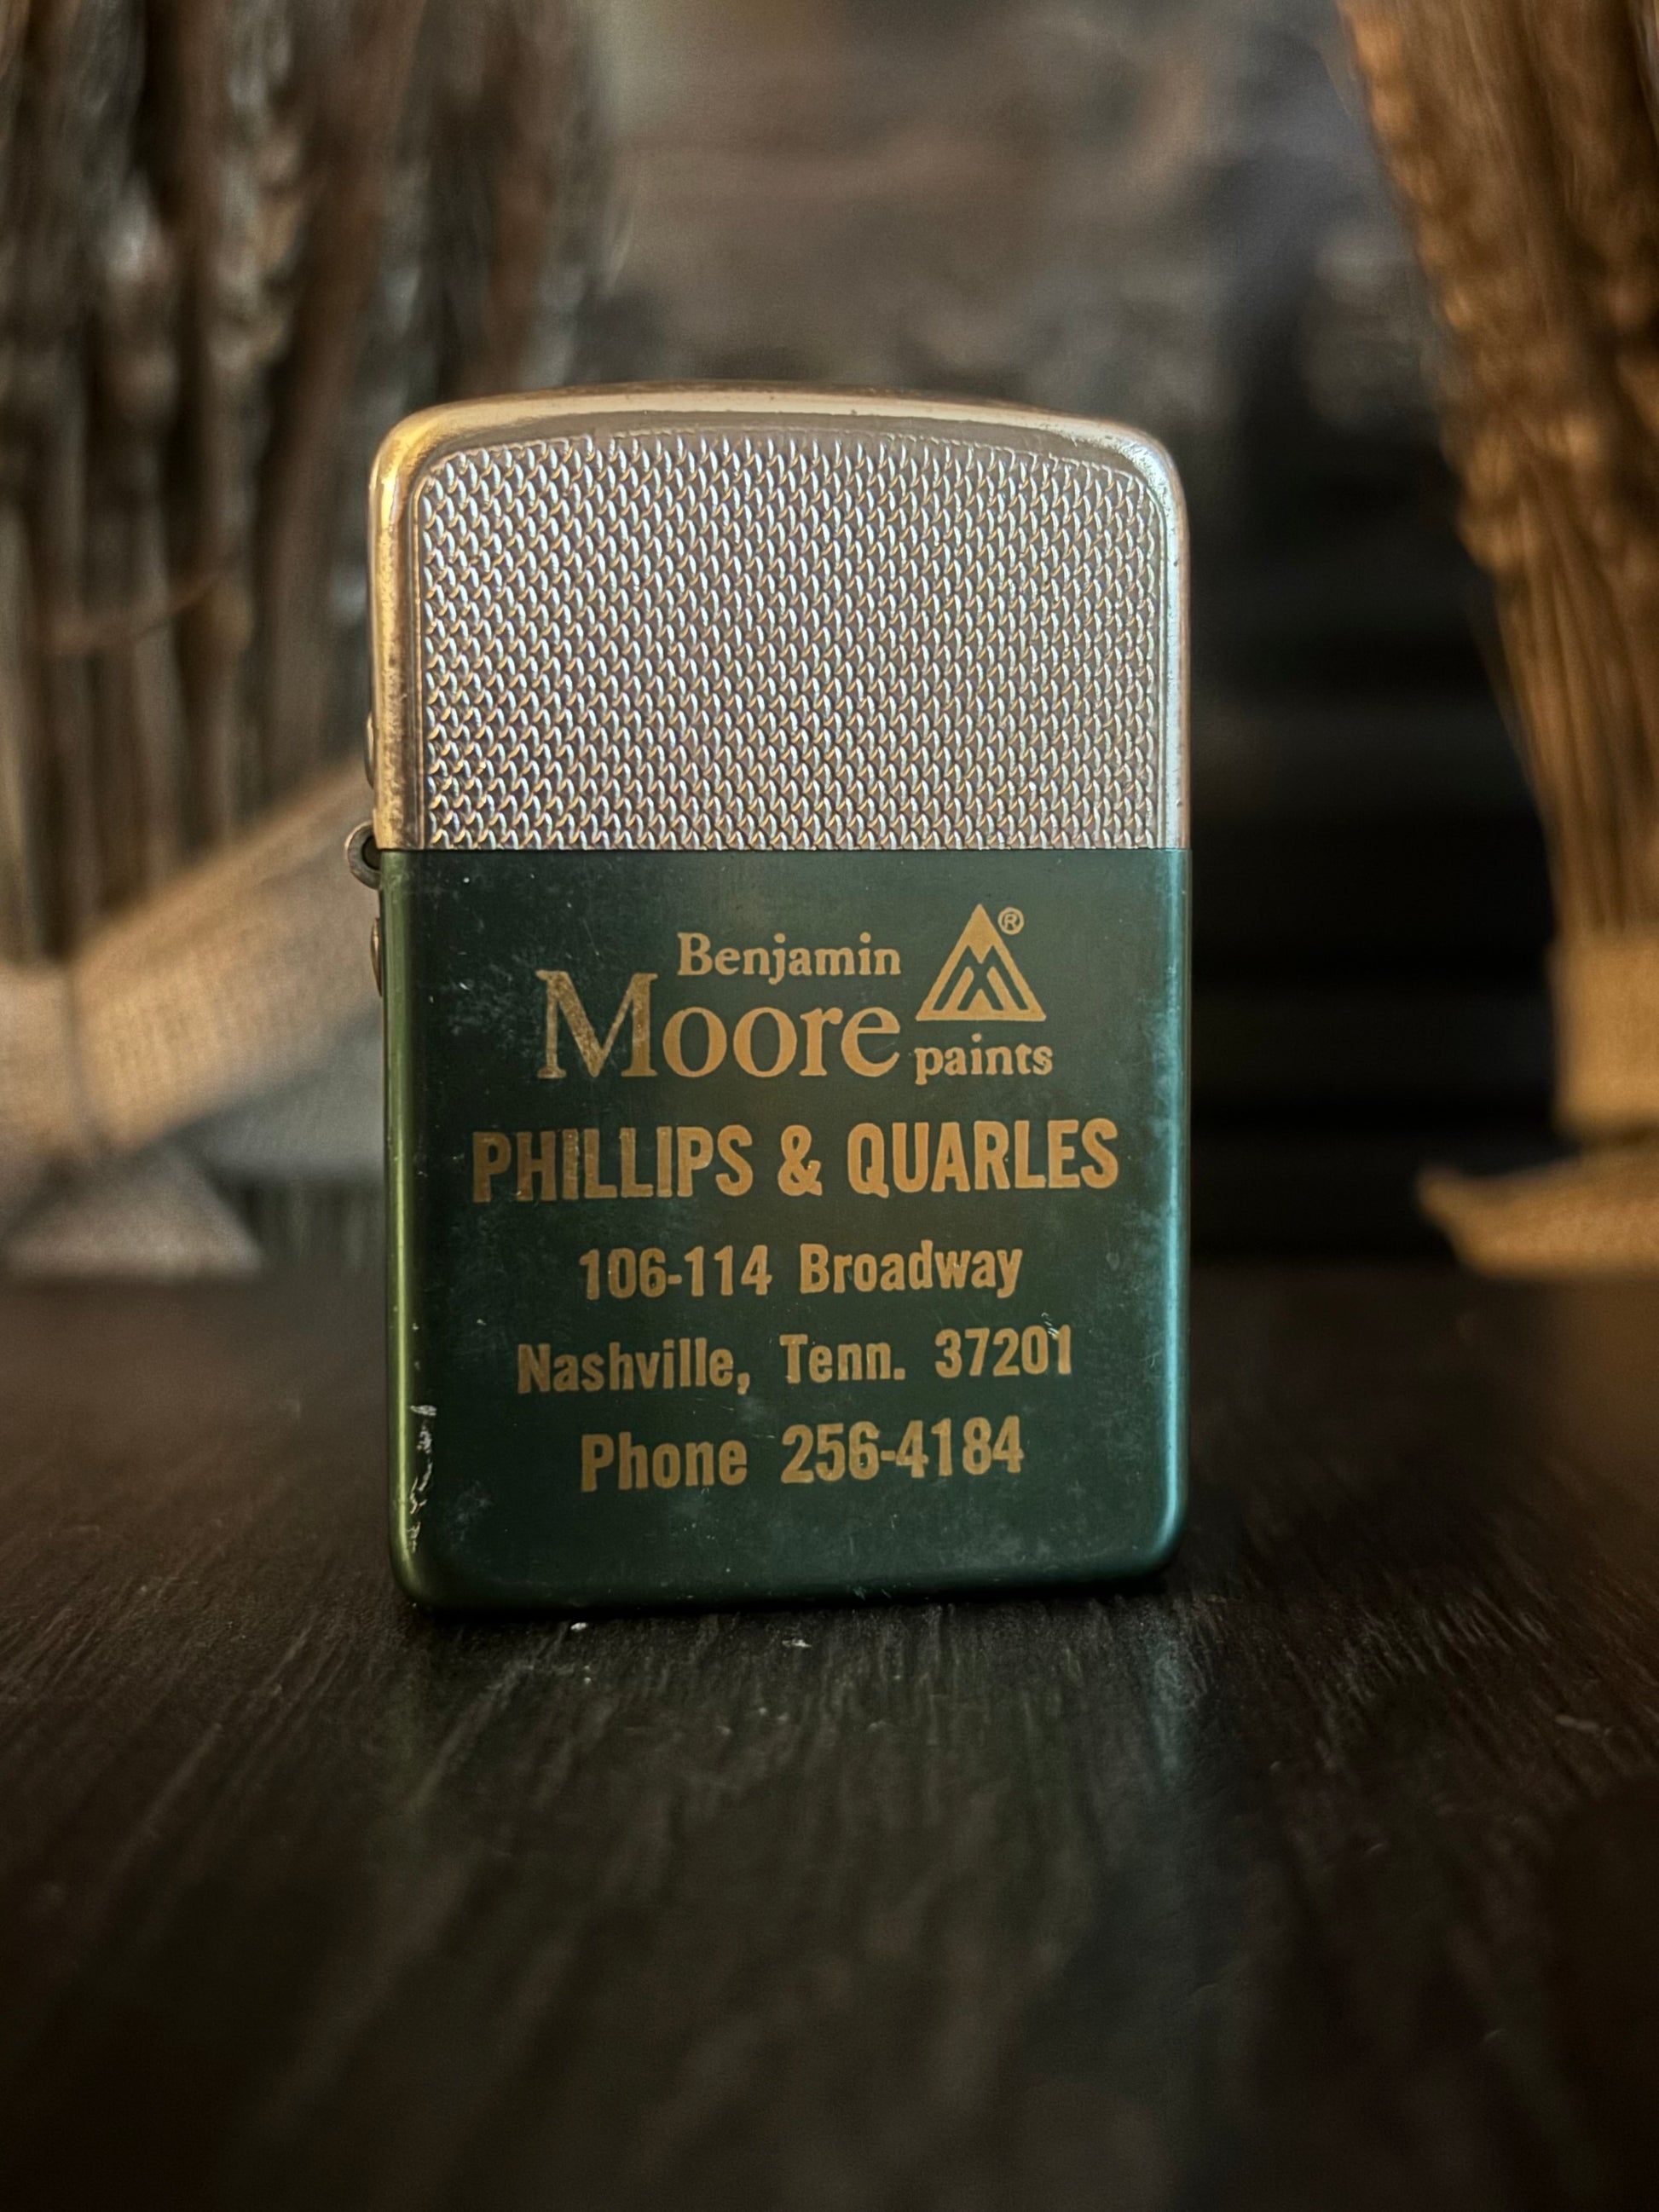 Benjamin
Moore paints
®
PHILLIPS & QUARLES
106-114 Broadway
Nashville, Tenn. 37201
Phone 256-4184